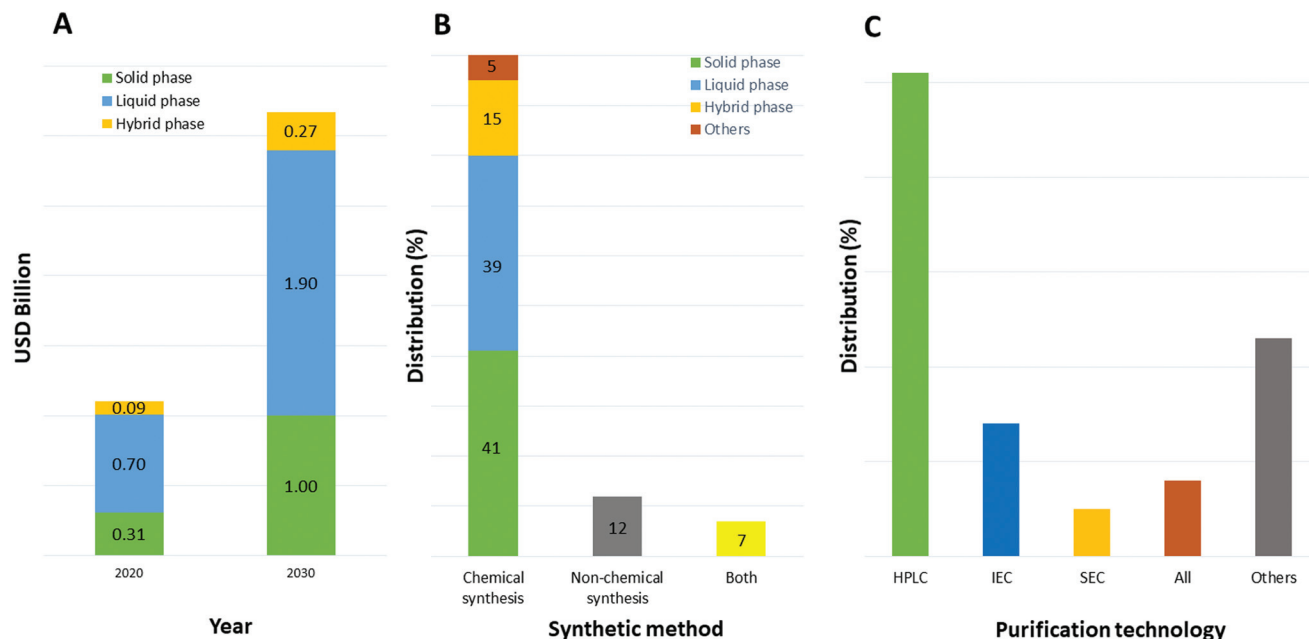 A
Solid phase
Liquid phase
Hybrid phase
USD Billion
0.09
0.70
0.31
0.27
1.90
1.00
2020
2030
Year
B
Solid phase
Liquid phase
Hybrid phase
Others
Distribution (%)
5
15
39
41
12
7
Chemical
synthesis
Non-chemical
synthesis
Both
Synthetic method
C
Distribution (%)
HPLC
IEC
SEC
All
Others
Purification technology